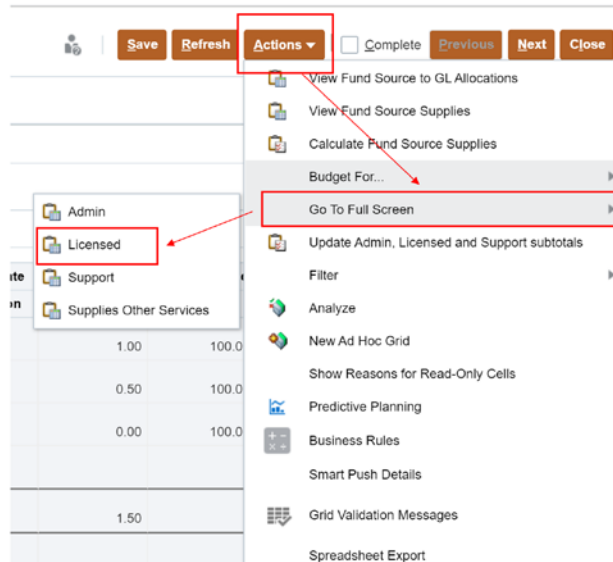 Save Refresh Actions Complete Previous Next Close
View Fund Source to GL Allocations
View Fund Source Supplies
Calculate Fund Source Supplies
Budget For...
Go To Full Screen
Update Admin, Licensed and Support subtotals
Filter
Analyze
New Ad Hoc Grid
Show Reasons for Read-Only Cells
Predictive Planning
Business Rules
Smart Push Details
Grid Validation Messages
Spreadsheet Export
Admin
Licensed
Support
Supplies Other Services
1.00 100.0
0.50 100.0
0.00 100.0
1.50